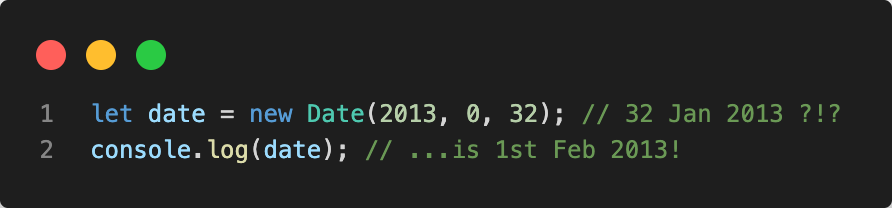 1 let date = new Date(2013, 0, 32); // 32 Jan 2013 ?!?
2 console.log(date); // ...is 1st Feb 2013!